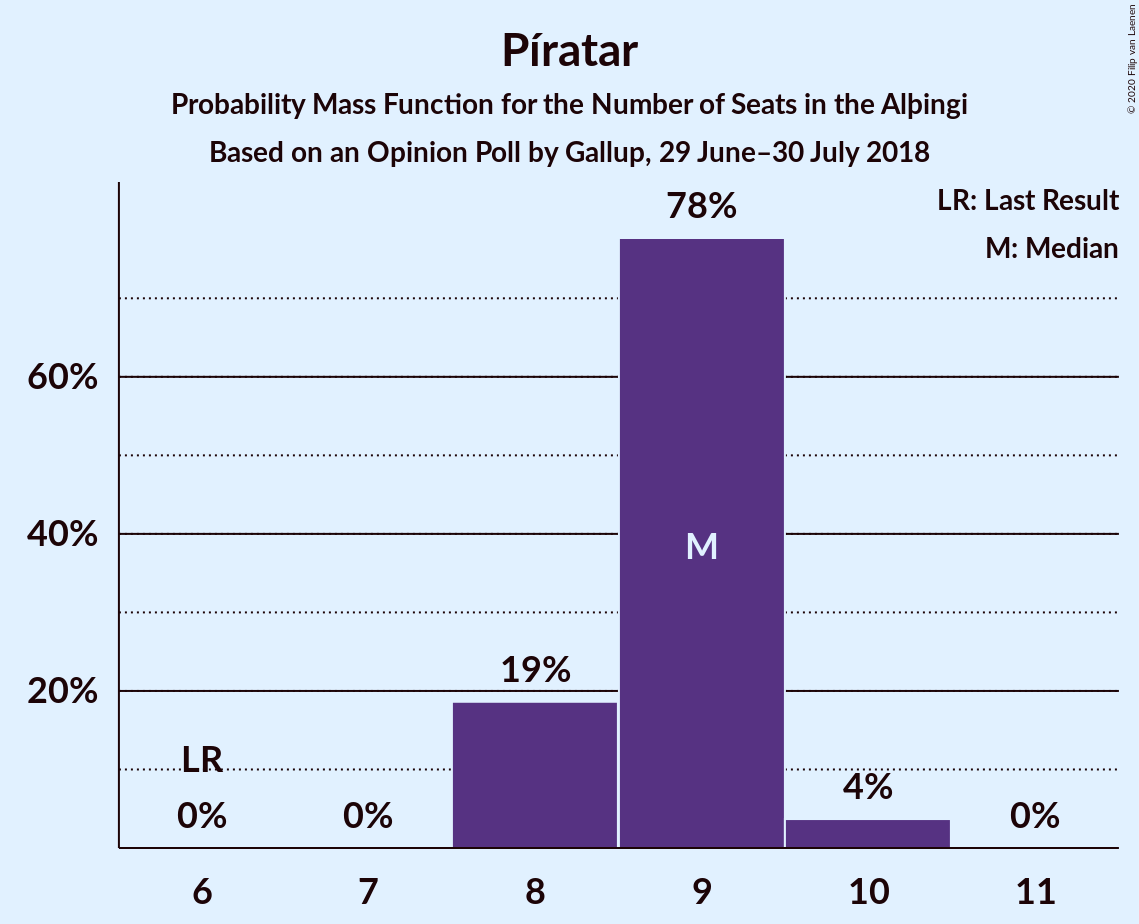 Píratar
Probability Mass Function for the Number of Seats in the Alþingi
Based on an Opinion Poll by Gallup, 29 June–30 July 2018
© 2020 Filip van Laenen
LR: Last Result
M: Median
78%
60%
40%
M
19%
20%
LR
4%
0%
0%
0%
6
7
8
9
10
11